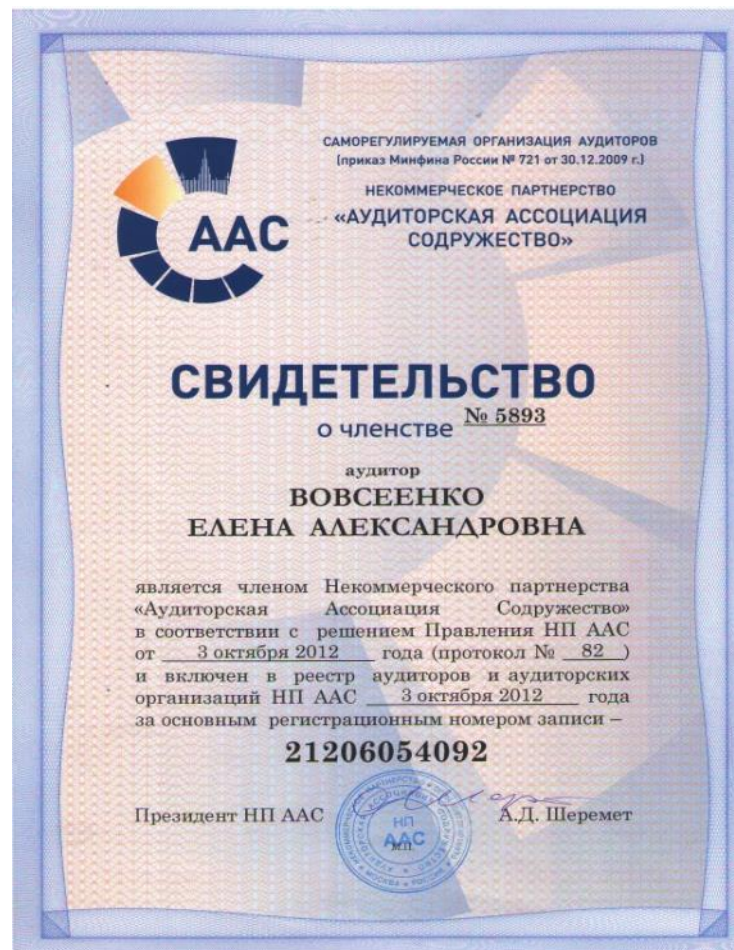 САМОРЕГУЛИРУЕМАЯ ОРГАНИЗАЦИЯ АУДИТОРОВ
(приказ Минфина России № 721 от 30.12.2009 г.)
НЕКОММЕРЧЕСКОЕ ПАРТНЕРСТВО
«АУДИТОРСКАЯ АССОЦИАЦИЯ
СОДРУЖЕСТВО»
ААС
СВИДЕТЕЛЬСТВО
о членстве № 5893
аудитор
ВОВСЕЕНКО
ЕЛЕНА АЛЕКСАНДРОВНА
является членом Некоммерческого партнерства
«Аудиторская Ассоциация Содружество»
в соответствии с решением Правления НП ААС
от 3 октября 2012 года (протокол № 82 )
и включен в реестр аудиторов и аудиторских
организаций НП ААС 3 октября 2012 года
за основным регистрационным номером записи –
21206054092
Президент НП ААС
А.Д. Шеремет
НП
ААС
М.П.